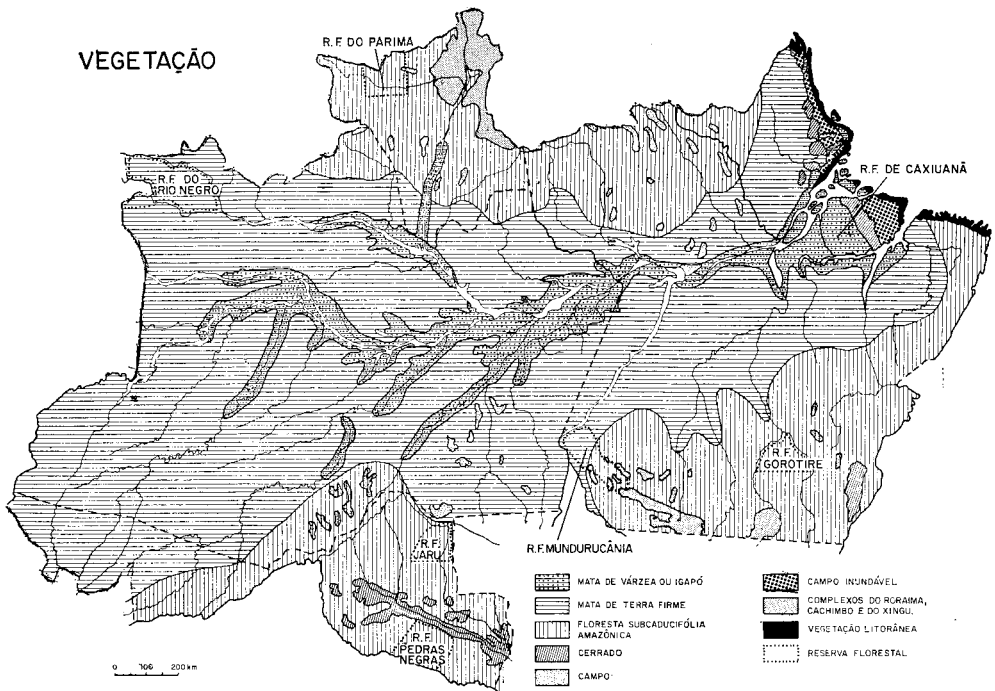 VEGETAÇÃO
R.F. DO PARIMA
R.F. DO
RIO NEGRO
R.F. DE CAXIUANÃ
R.F.
GOROTIRE
R.F. MUNDURUCÂNIA
R.F.
JARU
R.F.
PEDRAS
NEGRAS
MATA DE VÁRZEA OU IGAPÓ
MATA DE TERRA FIRME
FLORESTA SUBCADUCIFÓLIA
AMAZÔNICA
CERRADO
CAMPO
CAMPO INUNDÁVEL
COMPLEXOS DO RORAIMA,
CACHIMBO E DO XINGU.
VEGETAÇÃO LITORÂNEA
RESERVA FLORESTAL
0 100 200 km